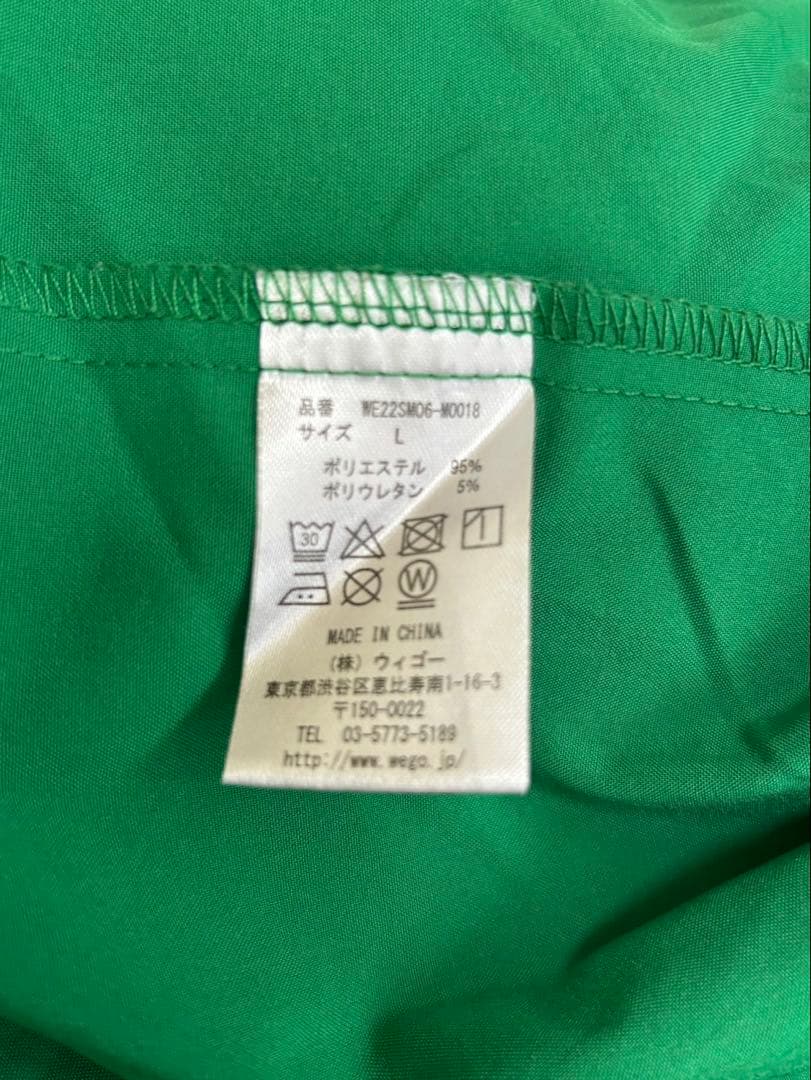 品番 WE22SM06-M0018
サイズ L
ポリエステル 95%
ポリウレタン 5%
30
W
MADE IN CHINA
(株) ウィゴー
東京都渋谷区恵比寿南1-16-3
〒150-0022
TEL 03-5773-5189
http://www.wego.jp/